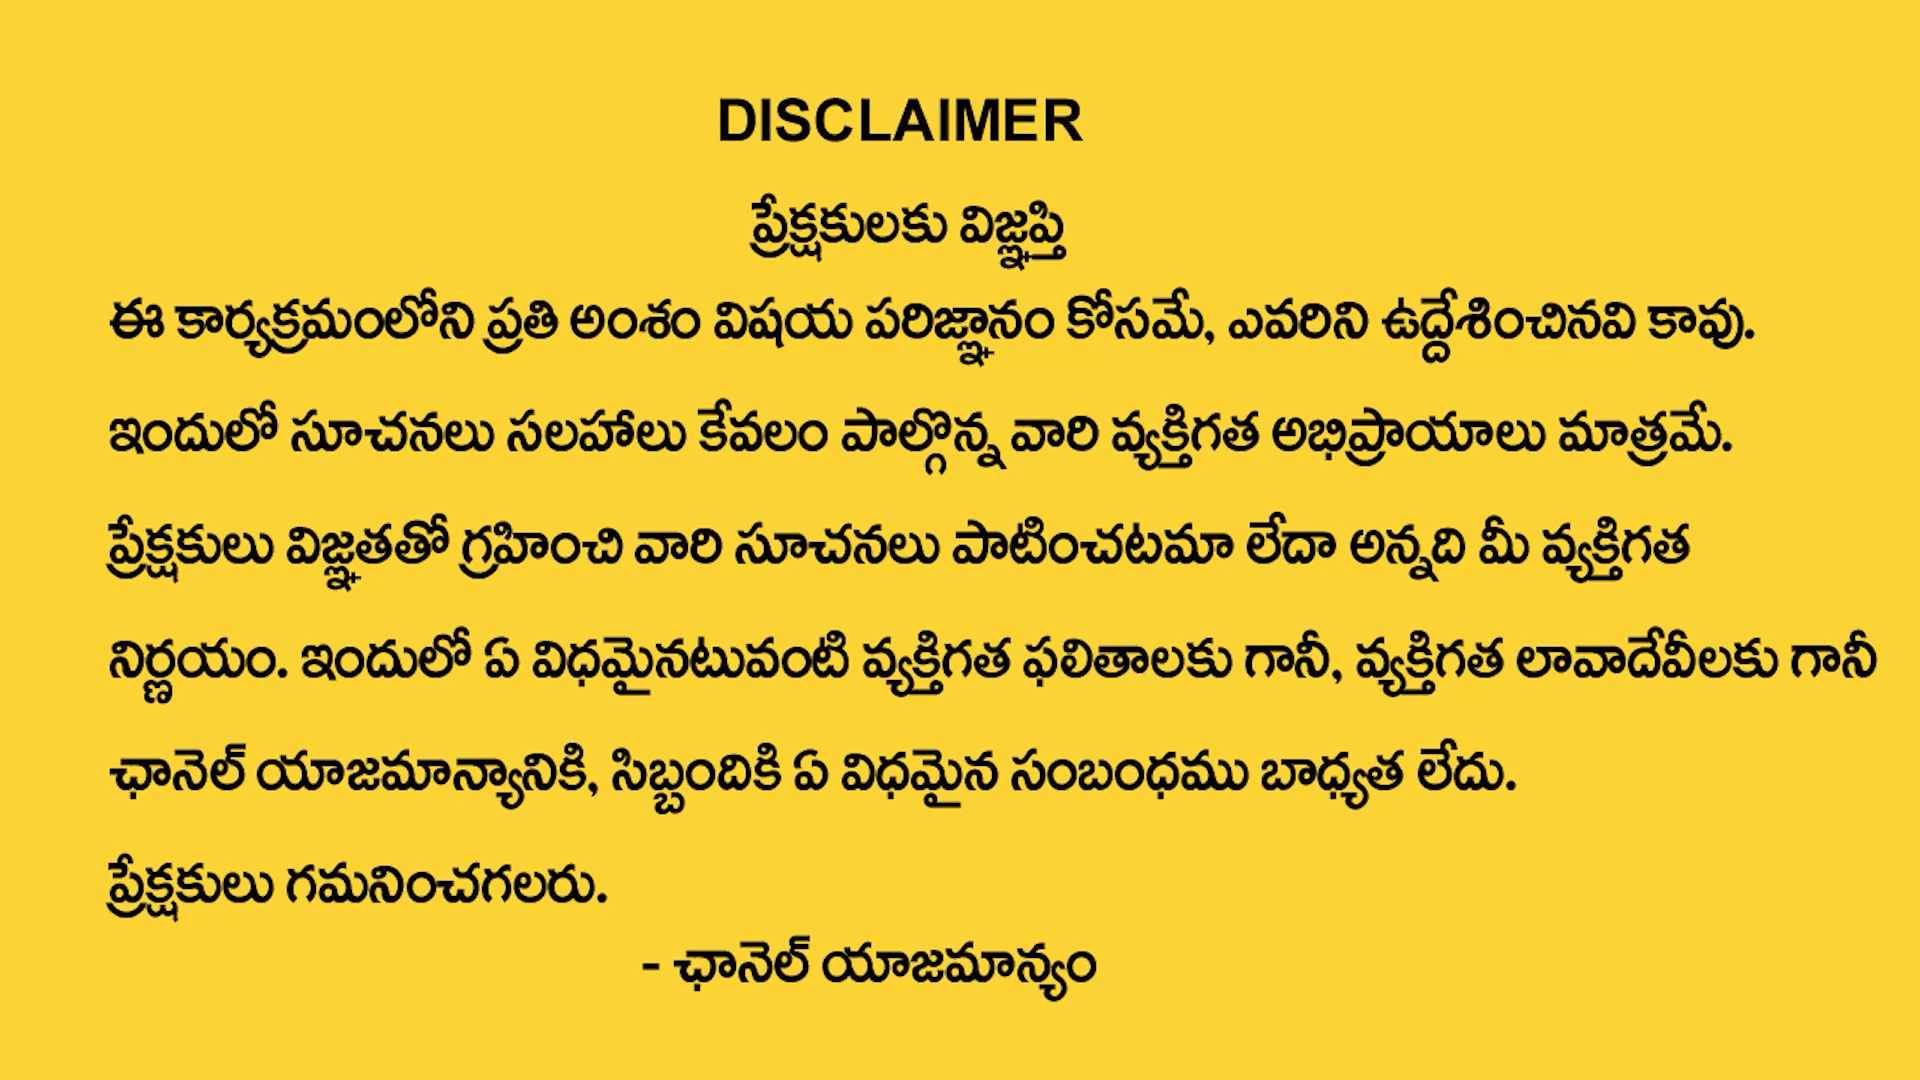 DISCLAIMER
ప్రేక్షకులకు విజ్ఞప్తి
ఈ కార్యక్రమంలోని ప్రతి అంశం విషయ పరిజ్ఞానం కోసమే, ఎవరిని ఉద్దేశించినవి కావు.
ఇందులో సూచనలు సలహాలు కేవలం పాల్గొన్న వారి వ్యక్తిగత అభిప్రాయాలు మాత్రమే.
ప్రేక్షకులు విజ్ఞతతో గ్రహించి వారి సూచనలు పాటించటమా లేదా అన్నది మీ వ్యక్తిగత
నిర్ణయం. ఇందులో ఏ విధమైనటువంటి వ్యక్తిగత ఫలితాలకు గానీ, వ్యక్తిగత లావాదేవీలకు గానీ
ఛానెల్ యాజమాన్యానికి, సిబ్బందికి ఏ విధమైన సంబంధము బాధ్యత లేదు.
ప్రేక్షకులు గమనించగలరు.
- ఛానెల్ యాజమాన్యం